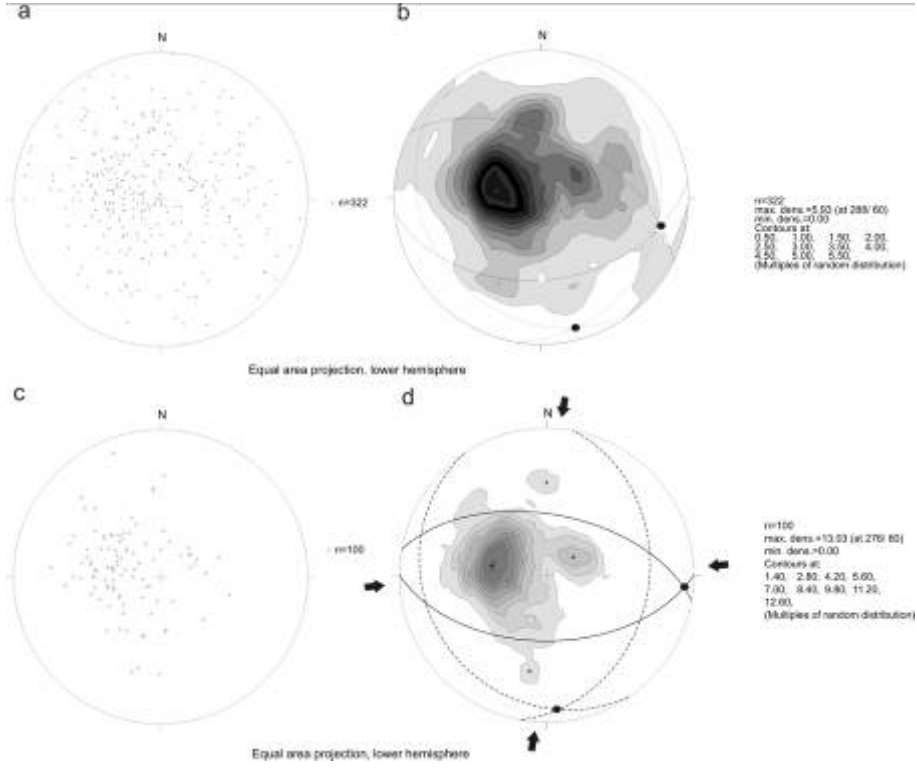 a
b
N
N
n=322
n=322
max. dens.=5.93 (at 288/ 60)
min. dens.=0.00
Contours at:
0.50, 1.00, 1.50, 2.00,
2.50, 3.00, 3.50, 4.00,
4.50, 5.00, 5.50,
(Multiples of random distribution)
Equal area projection, lower hemisphere
c
d
N
N
n=100
n=100
max. dens.=13.03 (at 276/ 60)
min. dens.=0.00
Contours at:
1.40, 2.80, 4.20, 5.60,
7.00, 8.40, 9.80, 11.20,
12.60,
(Multiples of random distribution)
Equal area projection, lower hemisphere